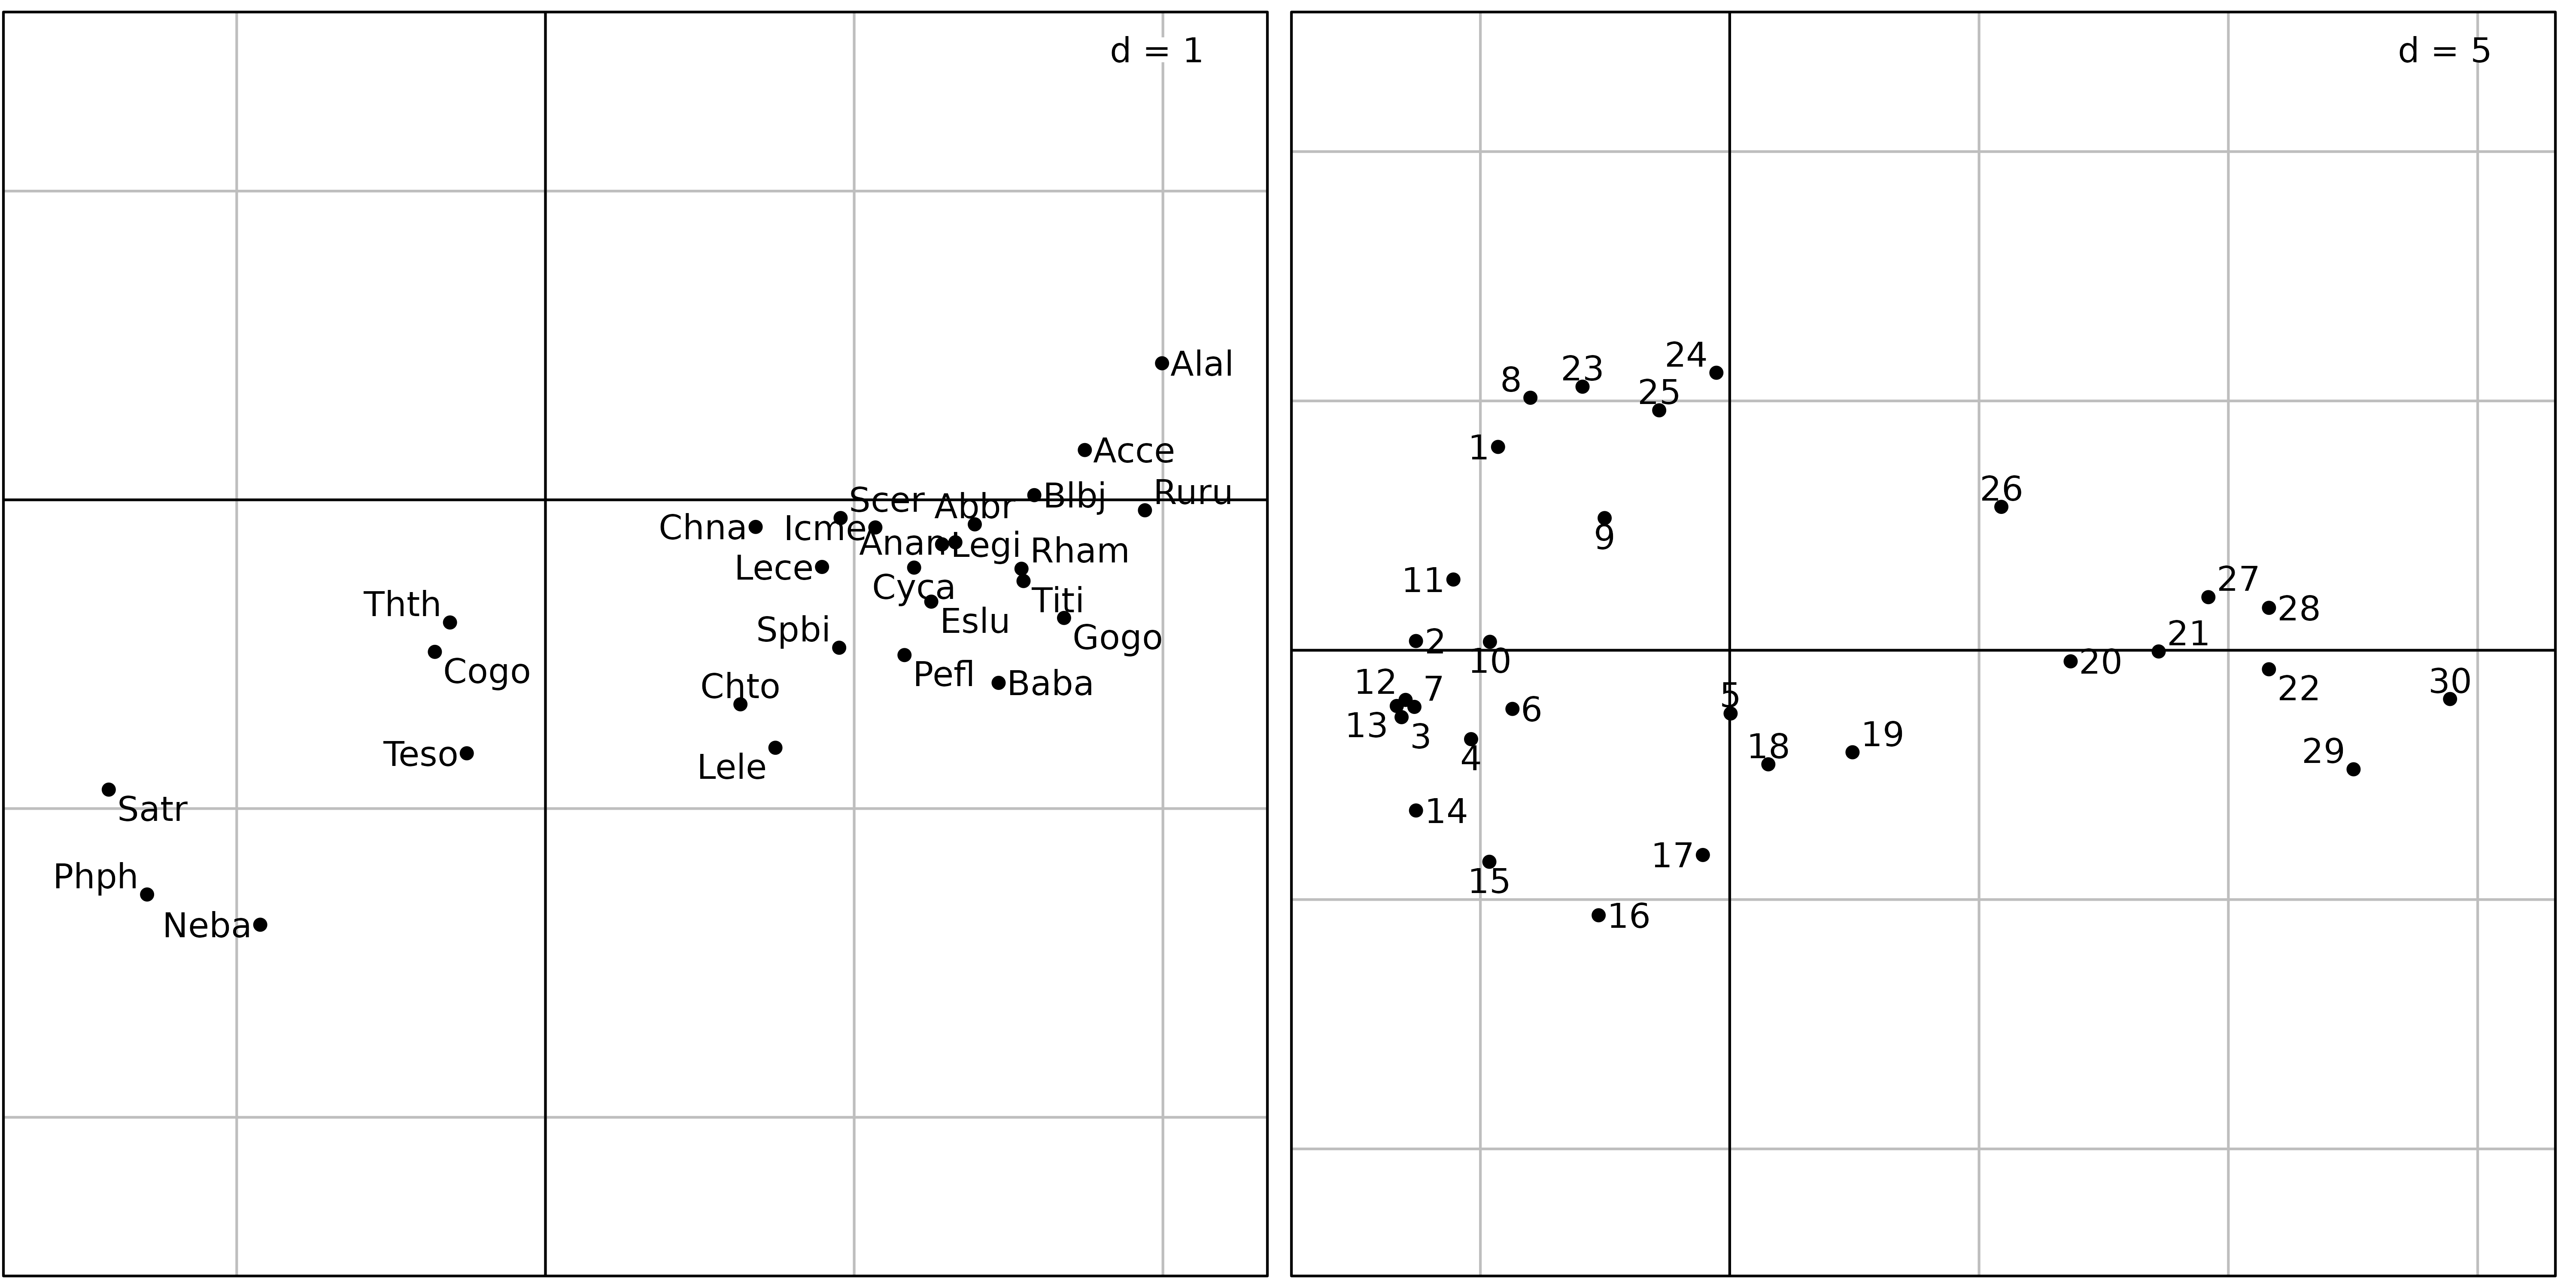 d = 1
Alal
Acce
Blbj
Ruru
Scer
Abbr
Chna
Icme
Anan
Legi
Rham
Lece
Cyca
Titi
Thth
Eslu
Spbi
Gogo
Cogo
Pefl
Baba
Chto
Teso
Lele
Satr
Phph
Neba
d = 5
24
8
23
25
1
26
9
11
27
28
2
10
21
20
12
7
5
22
30
13
3
6
4
18
19
29
14
17
15
16